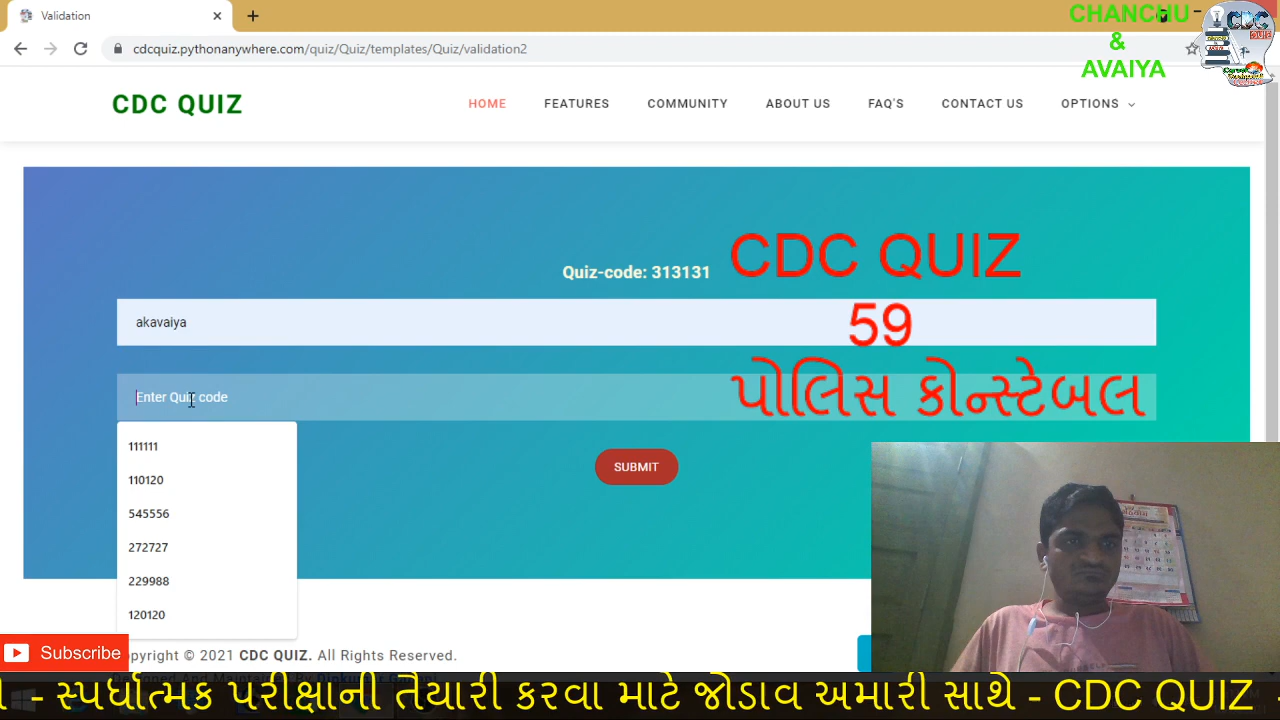 Validation
CHANCHU
&
AVAIYA
cdcquiz.pythonanywhere.com/quiz/Quiz/templates/Quiz/validation2
CDC QUIZ
HOME
FEATURES
COMMUNITY
ABOUT US
FAQ'S
CONTACT US
OPTIONS
Quiz-code: 313131
CDC QUIZ
59
પોલિસ કોન્સ્ટેબલ
akavaiya
Enter Quiz code
111111
110120
545556
272727
229988
120120
SUBMIT
Subscribe
opyright © 2021 CDC QUIZ. All Rights Reserved.
- સ્પર્ધાત્મક પરીક્ષાની તૈયારી કરવા માટે જોડાવ અમારી સાથે - CDC QUIZ